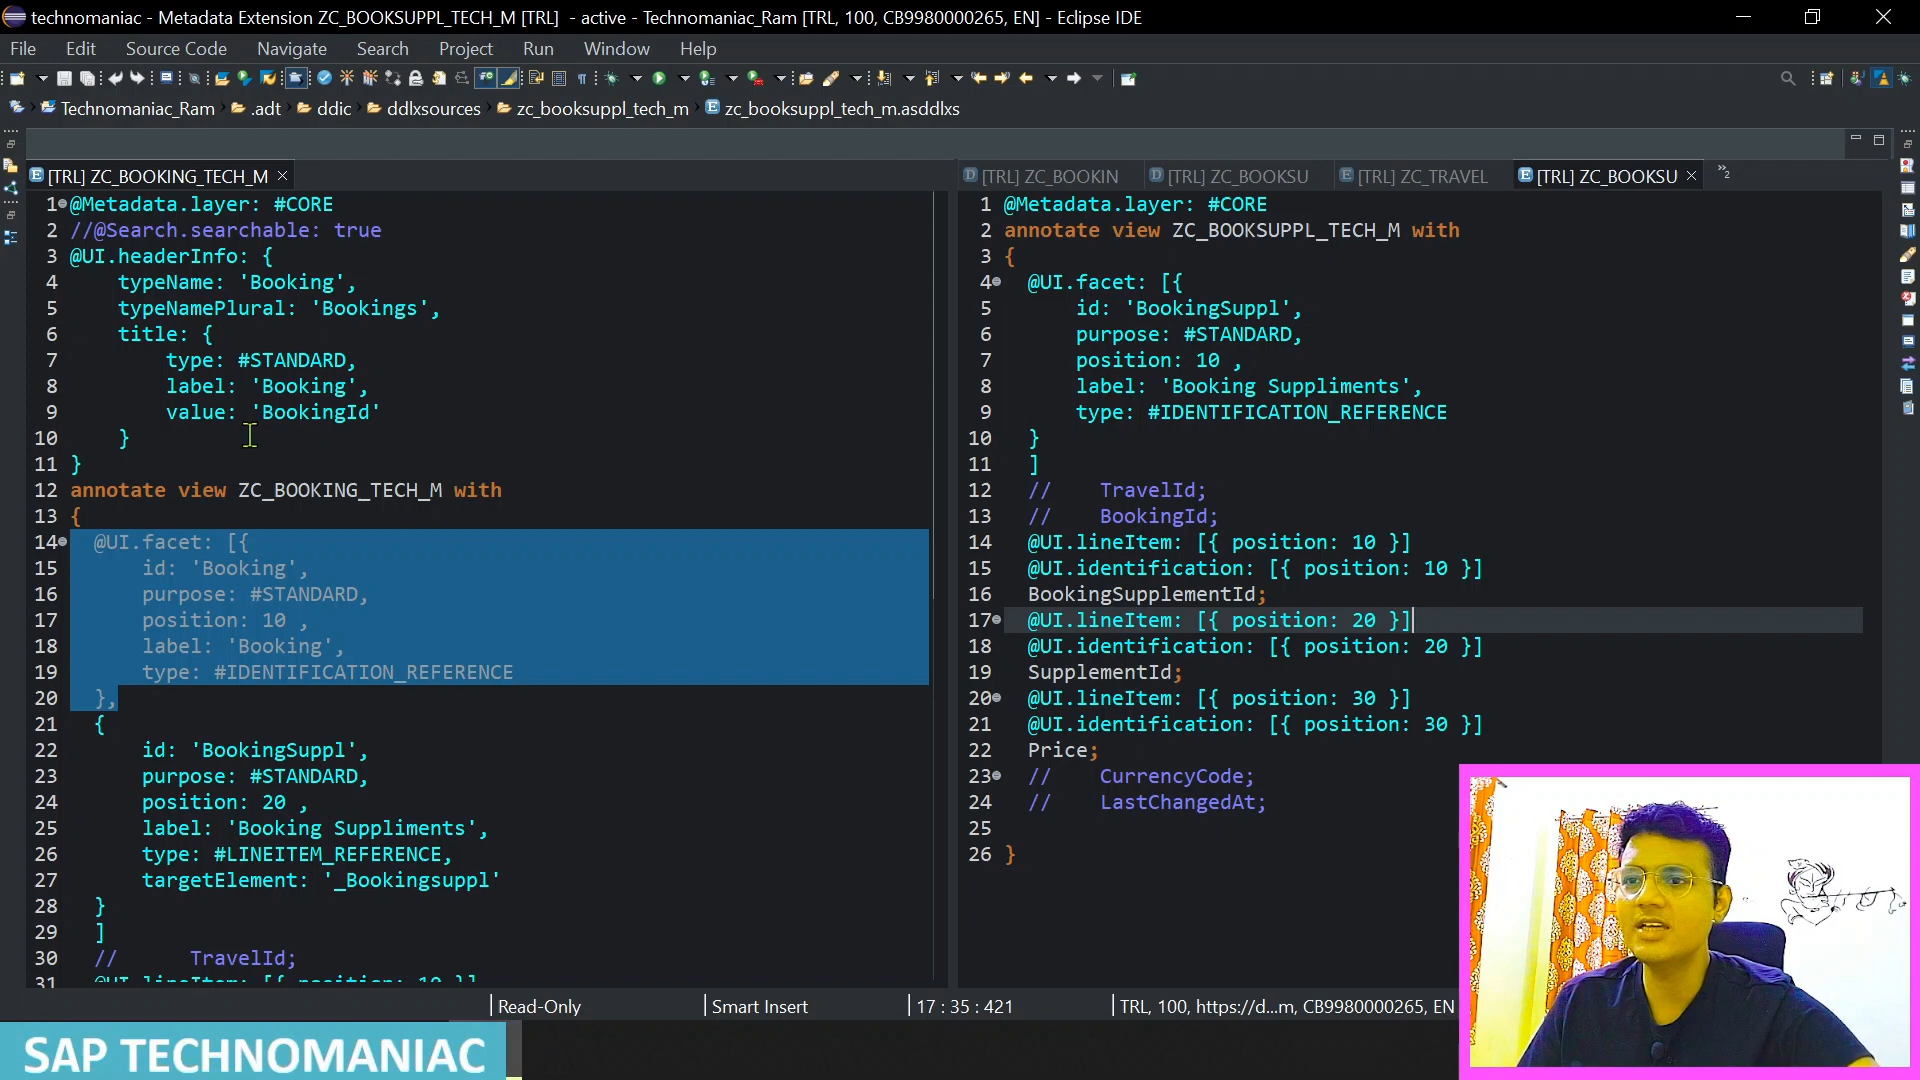 technomaniac - Metadata Extension ZC_BOOKSUPPL_TECH_M [TRL] - active - Technomaniac_Ram [TRL, 100, CB9980000265, EN] - Eclipse IDE
File Edit Source Code Navigate Search Project Run Window Help
Technomaniac_Ram .adt ddic ddlxsources zc_booksuppl_tech_m zc_booksuppl_tech_m.asddlxs
[TRL] ZC_BOOKING_TECH_M
1 @Metadata.layer: #CORE
2 //@Search.searchable: true
3 @UI.headerInfo: {
4 typeName: 'Booking',
5 typeNamePlural: 'Bookings',
6 title: {
7 type: #STANDARD,
8 label: 'Booking',
9 value: 'BookingId'
10 }
11 }
12 annotate view ZC_BOOKING_TECH_M with
13 {
14 @UI.facet: [{
15 id: 'Booking',
16 purpose: #STANDARD,
17 position: 10 ,
18 label: 'Booking',
19 type: #IDENTIFICATION_REFERENCE
20 },
21 {
22 id: 'BookingSuppl',
23 purpose: #STANDARD,
24 position: 20 ,
25 label: 'Booking Suppliments',
26 type: #LINEITEM_REFERENCE,
27 targetElement: '_Bookingsuppl'
28 }
29 ]
30 // TravelId;
31 @UI.lineItem: [{ position: 10 }]
[TRL] ZC_BOOKIN [TRL] ZC_BOOKSU [TRL] ZC_TRAVEL [TRL] ZC_BOOKSU 2
1 @Metadata.layer: #CORE
2 annotate view ZC_BOOKSUPPL_TECH_M with
3 {
4 @UI.facet: [{
5 id: 'BookingSuppl',
6 purpose: #STANDARD,
7 position: 10 ,
8 label: 'Booking Suppliments',
9 type: #IDENTIFICATION_REFERENCE
10 }
11 ]
12 // TravelId;
13 // BookingId;
14 @UI.lineItem: [{ position: 10 }]
15 @UI.identification: [{ position: 10 }]
16 BookingSupplementId;
17 @UI.lineItem: [{ position: 20 }]
18 @UI.identification: [{ position: 20 }]
19 SupplementId;
20 @UI.lineItem: [{ position: 30 }]
21 @UI.identification: [{ position: 30 }]
22 Price;
23 // CurrencyCode;
24 // LastChangedAt;
25
26 }
Read-Only Smart Insert 17 : 35 : 421 TRL, 100, https://d...m, CB9980000265, EN
SAP TECHNOMANIAC